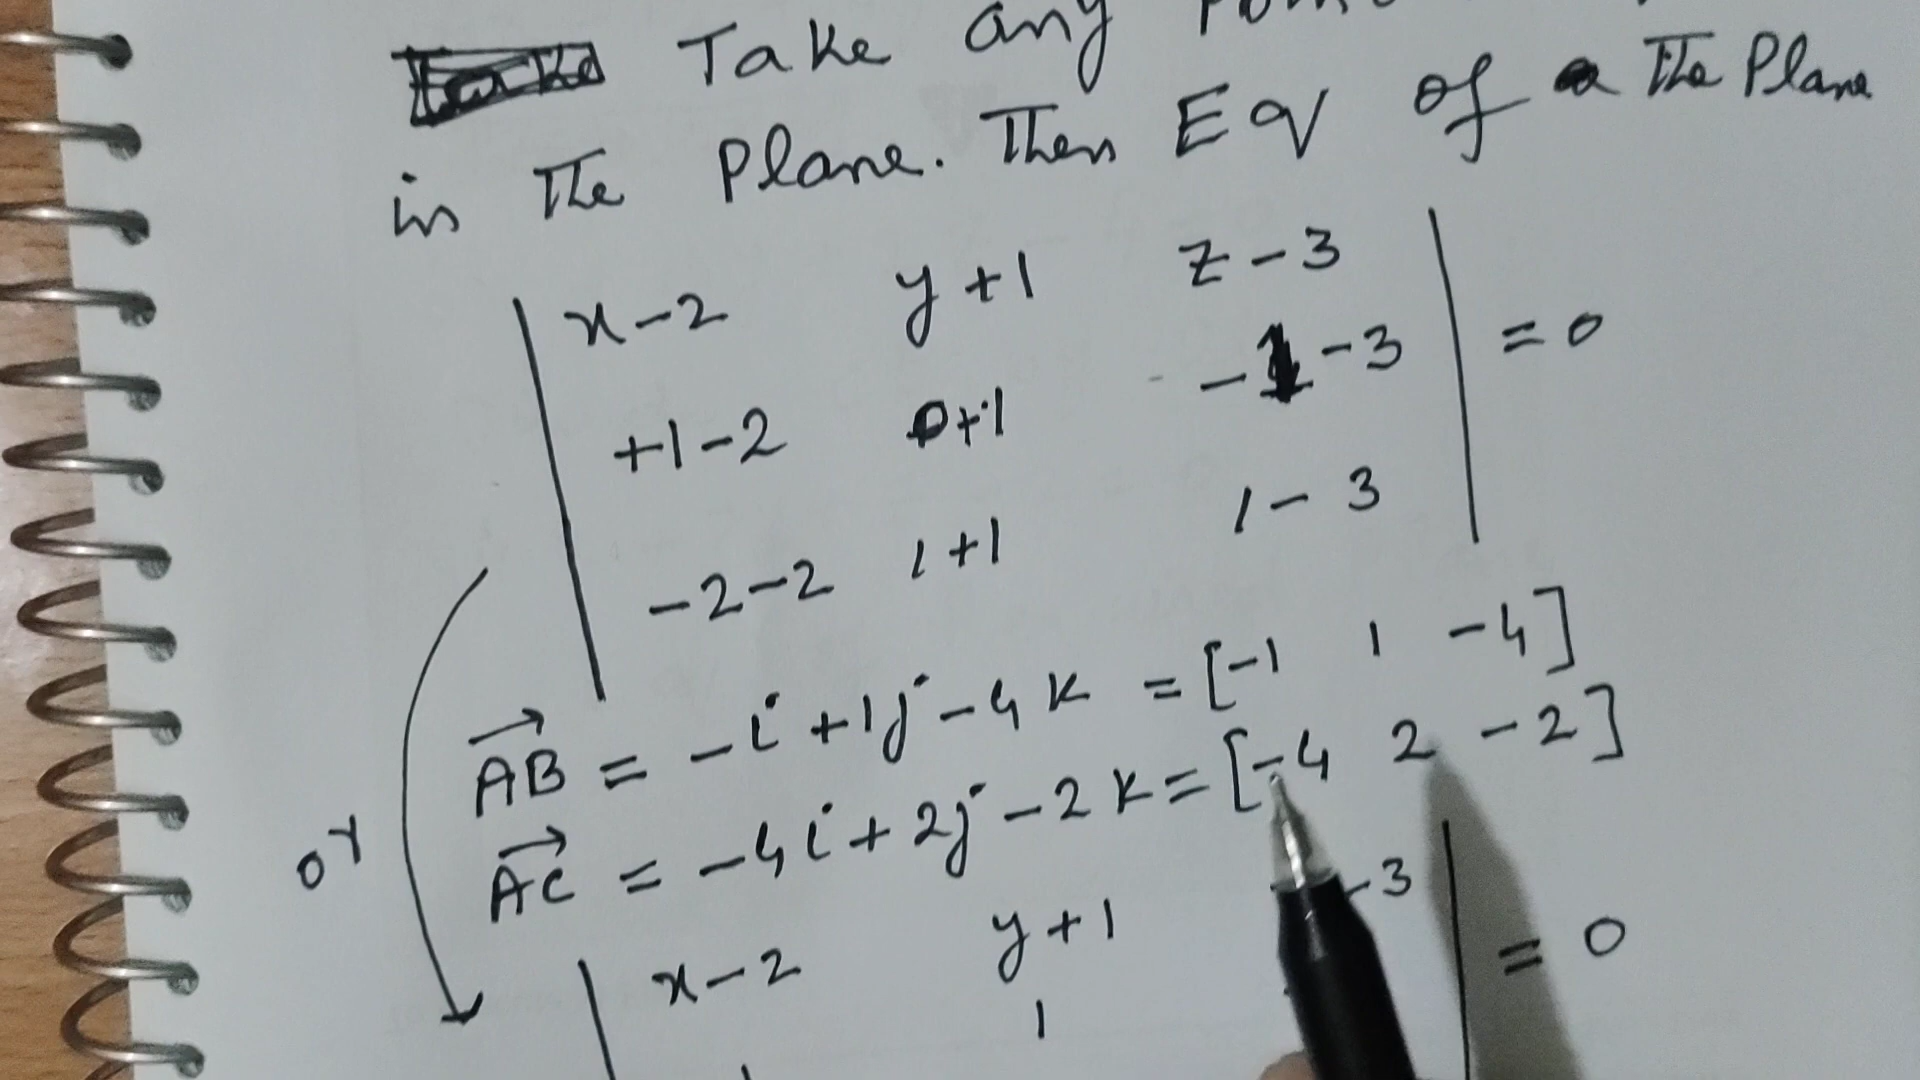 Take any
in The Plane. Then Eq of The Plane
x-2 y+1 z-3
+1-2 0+1 -1-3 = 0
-2-2 1+1 1-3
AB = -i+1j-4k = [-1 1 -4]
AC = -4i+2j-2k = [-4 2 -2]
or
x-2 y+1 -3 = 0
1